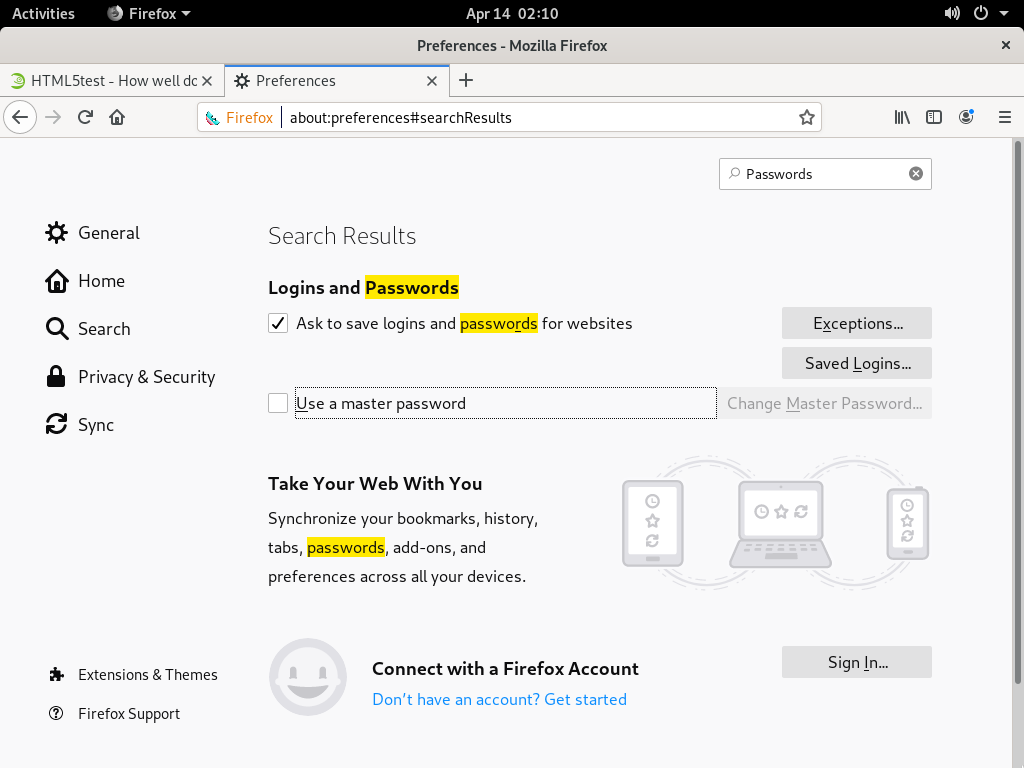 Activities Firefox Apr 14 02:10
Preferences - Mozilla Firefox
HTML5test - How well do Preferences
Firefox about:preferences#searchResults
Passwords
General
Home
Search
Privacy & Security
Sync
Extensions & Themes
Firefox Support
Search Results
Logins and Passwords
Ask to save logins and passwords for websites
Exceptions...
Saved Logins...
Use a master password
Change Master Password...
Take Your Web With You
Synchronize your bookmarks, history,
tabs, passwords, add-ons, and
preferences across all your devices.
Connect with a Firefox Account
Don’t have an account? Get started
Sign In...